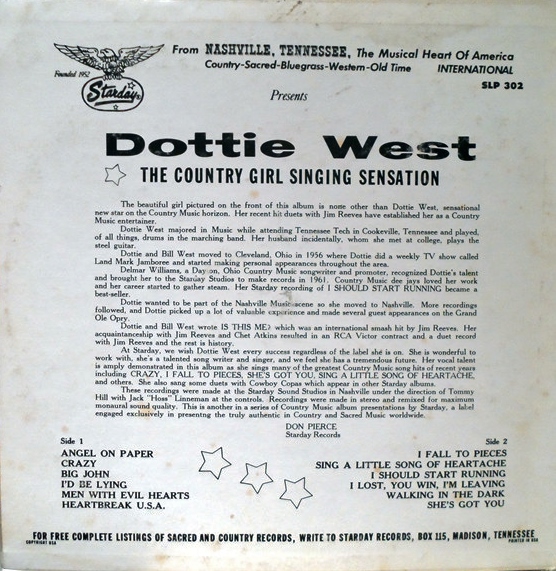 From NASHVILLE, TENNESSEE, The Musical Heart Of America
Country-Sacred-Bluegrass-Western-Old Time INTERNATIONAL
Founded 1952
Starday
SLP 302
Presents
Dottie West
THE COUNTRY GIRL SINGING SENSATION
The beautiful girl pictured on the front of this album is none other than Dottie West, sensational
new star on the Country Music horizon. Her recent hit duets with Jim Reeves have established her as a Country
Music entertainer.
Dottie West majored in Music while attending Tennessee Tech in Cookeville, Tennessee and played,
of all things, drums in the marching band. Her husband incidentally, whom she met at college, plays the
steel guitar.
Dottie and Bill West moved to Cleveland, Ohio in 1956 where Dottie did a weekly TV show called
Land Mark Jamboree and started making personal appearances throughout the area.
Delmar Williams, a Dayton, Ohio Country Music songwriter and promoter, recognized Dottie's talent
and brought her to the Starday Studios to make records in 1961. Country Music dee jays loved her work
and her career started to gather steam. Her Starday recording of I SHOULD START RUNNING became a
best-seller.
Dottie wanted to be part of the Nashville Music scene so she moved to Nashville. More recordings
followed, and Dottie picked up a lot of valuable experience and made several guest appearances on the Grand
Ole Opry.
Dottie and Bill West wrote IS THIS ME? which was an international smash hit by Jim Reeves. Her
acquaintanceship with Jim Reeves and Chet Atkins resulted in an RCA Victor contract and a duet record
with Jim Reeves and the rest is history.
At Starday, we wish Dottie West every success regardless of the label she is on. She is wonderful to
work with, she's a talented song writer and singer, and we feel she has a tremendous future. Her vocal talent
is amply demonstrated in this album as she sings many of the greatest Country Music song hits of recent years
including CRAZY, I FALL TO PIECES, SHE'S GOT YOU, SING A LITTLE SONG OF HEARTACHE,
and others. She also sang some duets with Cowboy Copas which appear in other Starday albums.
These recordings were made at the Starday Sound Studios in Nashville under the direction of Tommy
Hill with Jack "Hoss" Linneman at the controls. Recordings were made in stereo and remixed for maximum
monaural sound quality. This is another in a series of Country Music album presentations by Starday, a label
engaged exclusively in presenting the truly authentic in Country and Sacred Music worldwide.
DON PIERCE
Starday Records
Side 1
ANGEL ON PAPER
CRAZY
BIG JOHN
I'D BE LYING
MEN WITH EVIL HEARTS
HEARTBREAK U.S.A.
Side 2
I FALL TO PIECES
SING A LITTLE SONG OF HEARTACHE
I SHOULD START RUNNING
I LOST, YOU WIN, I'M LEAVING
WALKING IN THE DARK
SHE'S GOT YOU
FOR FREE COMPLETE LISTINGS OF SACRED AND COUNTRY RECORDS, WRITE TO STARDAY RECORDS, BOX 115, MADISON, TENNESSEE
COPYRIGHT USA
PRINTED IN USA